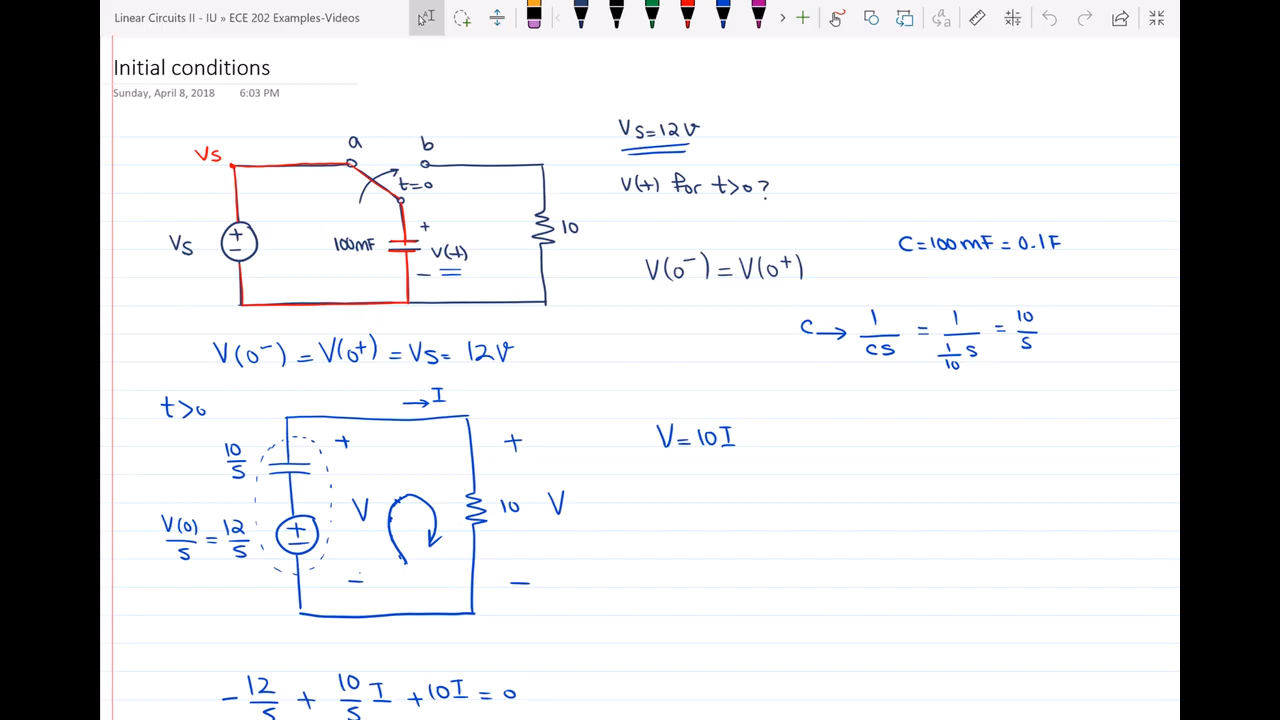 Linear Circuits II - IU » ECE 202 Examples-Videos
Initial conditions
Sunday, April 8, 2018 6:03 PM
a b
Vs
t=0
Vs
+
−
100mF
+
V(t)
−
10
Vs=12V
V(t) for t>0?
C=100mF=0.1F
V(0⁻)=V(0⁺)
C → 1/CS = 1/(1/10 S) = 10/S
V(0⁻)=V(0⁺)=Vs=12V
t>0
→ I
10/S
+
+
V=10I
V
10
V
V(0)/S = 12/S
+
−
−
−
-12/S + 10/S I +10I=0